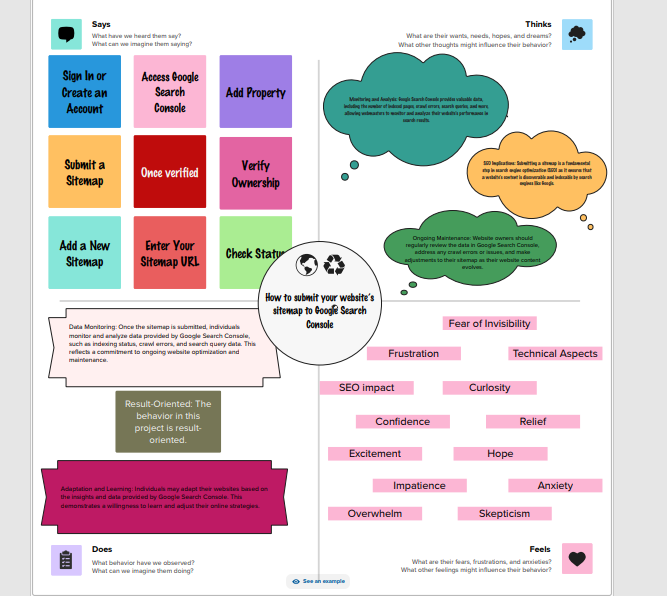 Says
What have we heard them say?
What can we imagine them saying?
Thinks
What are their wants, needs, hopes, and dreams?
What other thoughts might influence their behavior?
Sign In or
Create an
Account
Access Google
Search
Console
Add Property
Submit a
Sitemap
Once verified
Verify
Ownership
Add a New
Sitemap
Enter Your
Sitemap URL
Check Status
Monitoring and Analysis: Google Search Console provides valuable data,
including the number of indexed pages, crawl errors, search queries, and more,
allowing webmasters to monitor and analyze their website's performance in
search results.
SEO Implications: Submitting a sitemap is a fundamental
step in search engine optimization (SEO) as it ensures that
a website's content is discoverable and indexable by search
engines like Google.
Ongoing Maintenance: Website owners should
regularly review the data in Google Search Console,
address any crawl errors or issues, and make
adjustments to their sitemap as their website content
evolves.
How to submit your website's
sitemap to Google Search
Console
Data Monitoring: Once the sitemap is submitted, individuals
monitor and analyze data provided by Google Search Console,
such as indexing status, crawl errors, and search query data. This
reflects a commitment to ongoing website optimization and
maintenance.
Result-Oriented: The
behavior in this
project is result-
oriented.
Adaptation and Learning: Individuals may adapt their websites based on
the insights and data provided by Google Search Console. This
demonstrates a willingness to learn and adjust their online strategies.
Fear of Invisibility
Frustration
Technical Aspects
SEO impact
Curiosity
Confidence
Relief
Excitement
Hope
Impatience
Anxiety
Overwhelm
Skepticism
Does
What behavior have we observed?
What can we imagine them doing?
Feels
What are their fears, frustrations, and anxieties?
What other feelings might influence their behavior?
See an example